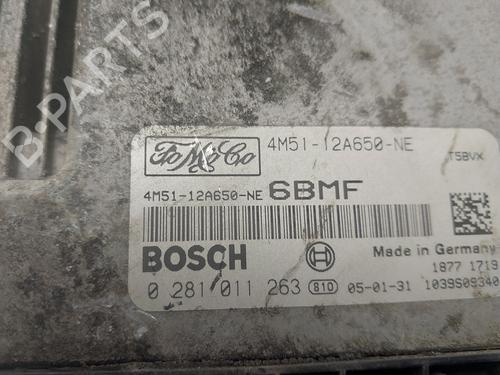 B-PARTS
FoMoCo
4M51-12A650-NE
T5BVX
4M51-12A650-NE 6BMF
BOSCH
Made in Germany
1877 1719
0 281 011 263 81D 05-01-31 1039S09340